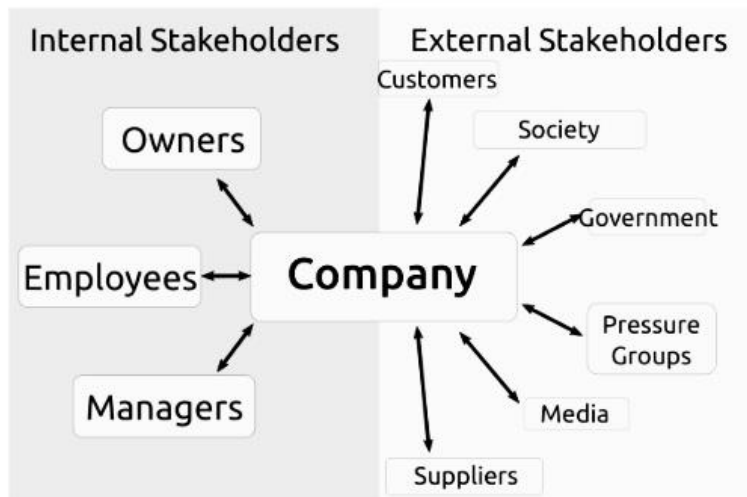 Internal Stakeholders
External Stakeholders
Customers
Owners
Society
Government
Employees
Company
Pressure
Groups
Managers
Media
Suppliers